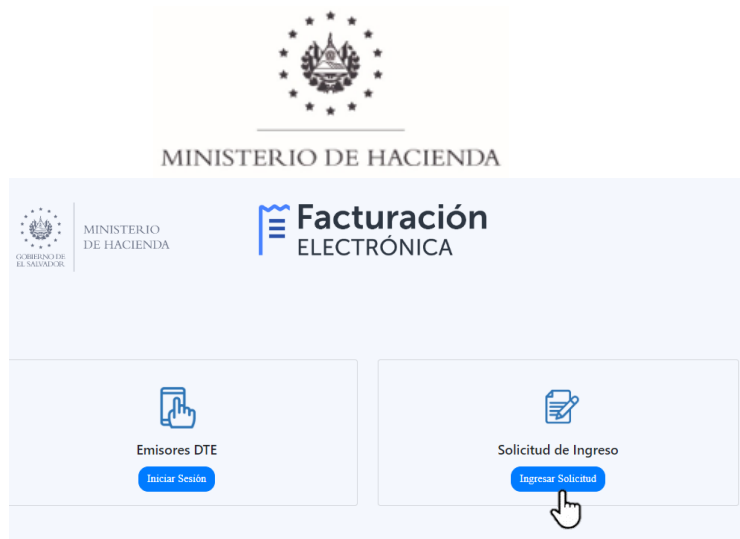 MINISTERIO DE HACIENDA
GOBIERNO DE
EL SALVADOR
MINISTERIO
DE HACIENDA
Facturación
ELECTRÓNICA
Emisores DTE
Iniciar Sesión
Solicitud de Ingreso
Ingresar Solicitud